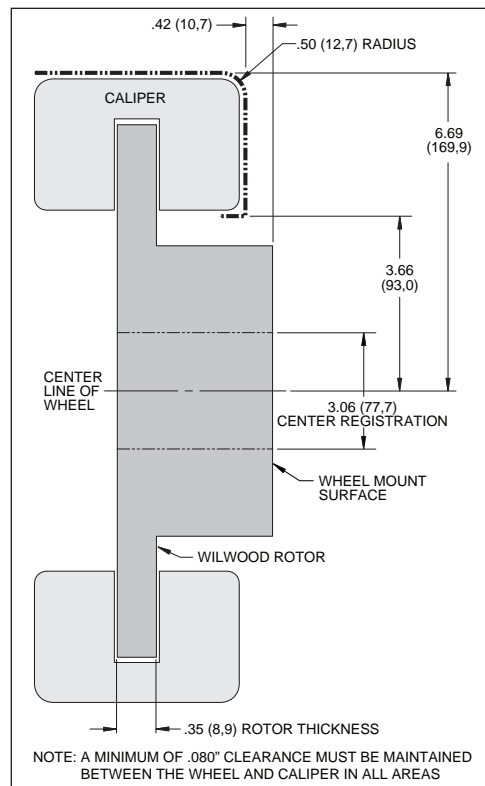 .42 (10,7)
.50 (12,7) RADIUS
CALIPER
6.69
(169,9)
3.66
(93,0)
CENTER
LINE OF
WHEEL
3.06 (77,7)
CENTER REGISTRATION
WHEEL MOUNT
SURFACE
WILWOOD ROTOR
.35 (8,9) ROTOR THICKNESS
NOTE: A MINIMUM OF .080" CLEARANCE MUST BE MAINTAINED
BETWEEN THE WHEEL AND CALIPER IN ALL AREAS